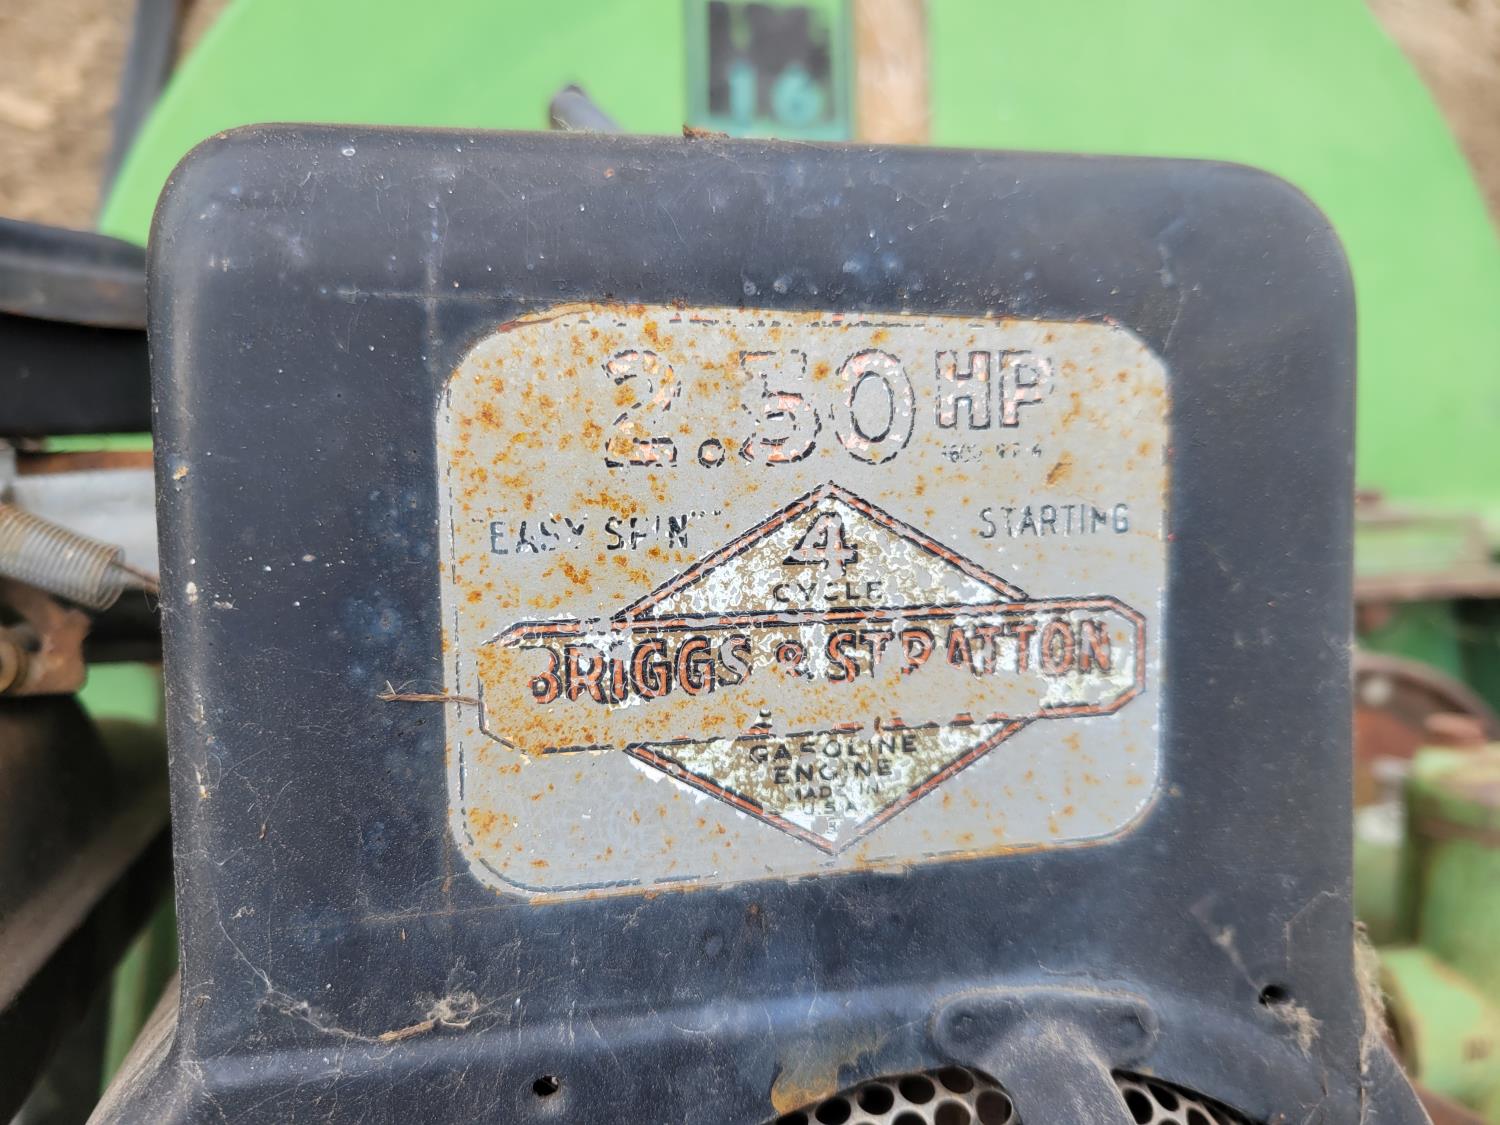 16
2.50 HP
"EASY SPIN" STARTING
4
CYCLE
BRIGGS & STRATTON
GASOLINE
ENGINE
MADE IN
U.S.A.